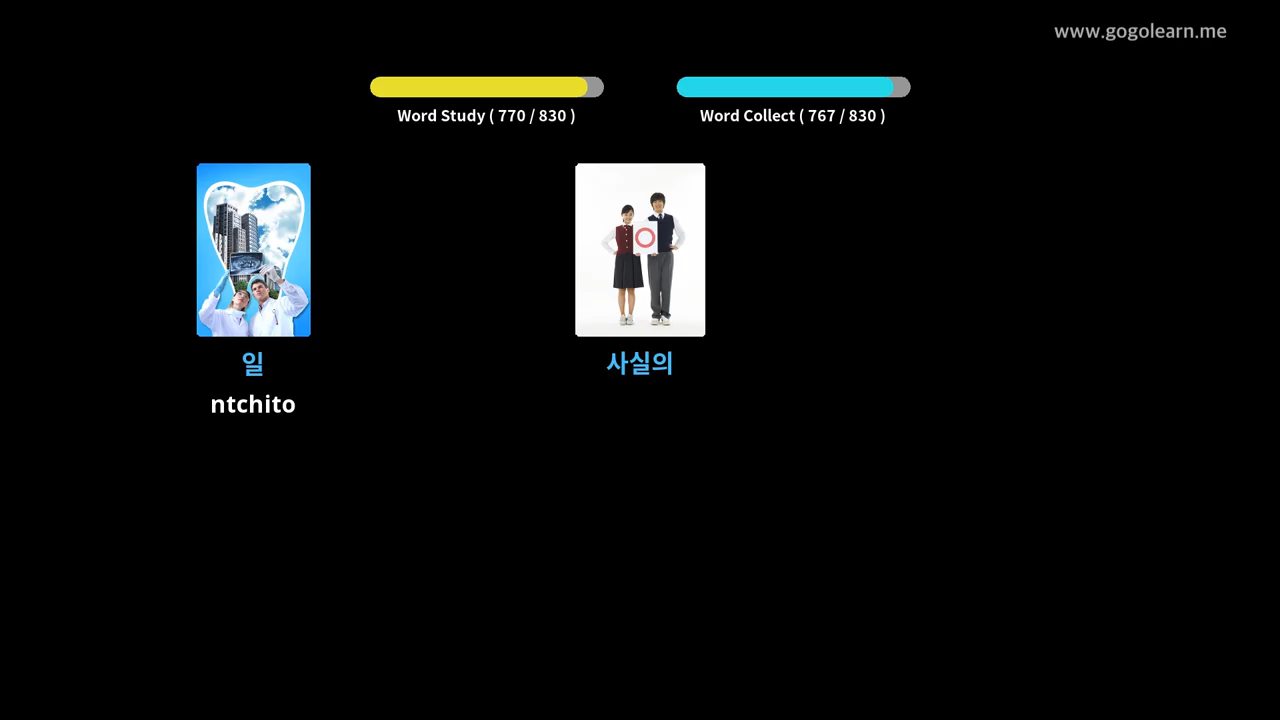 www.gogolearn.me
Word Study ( 770 / 830 )
Word Collect ( 767 / 830 )
일
사실의
ntchito